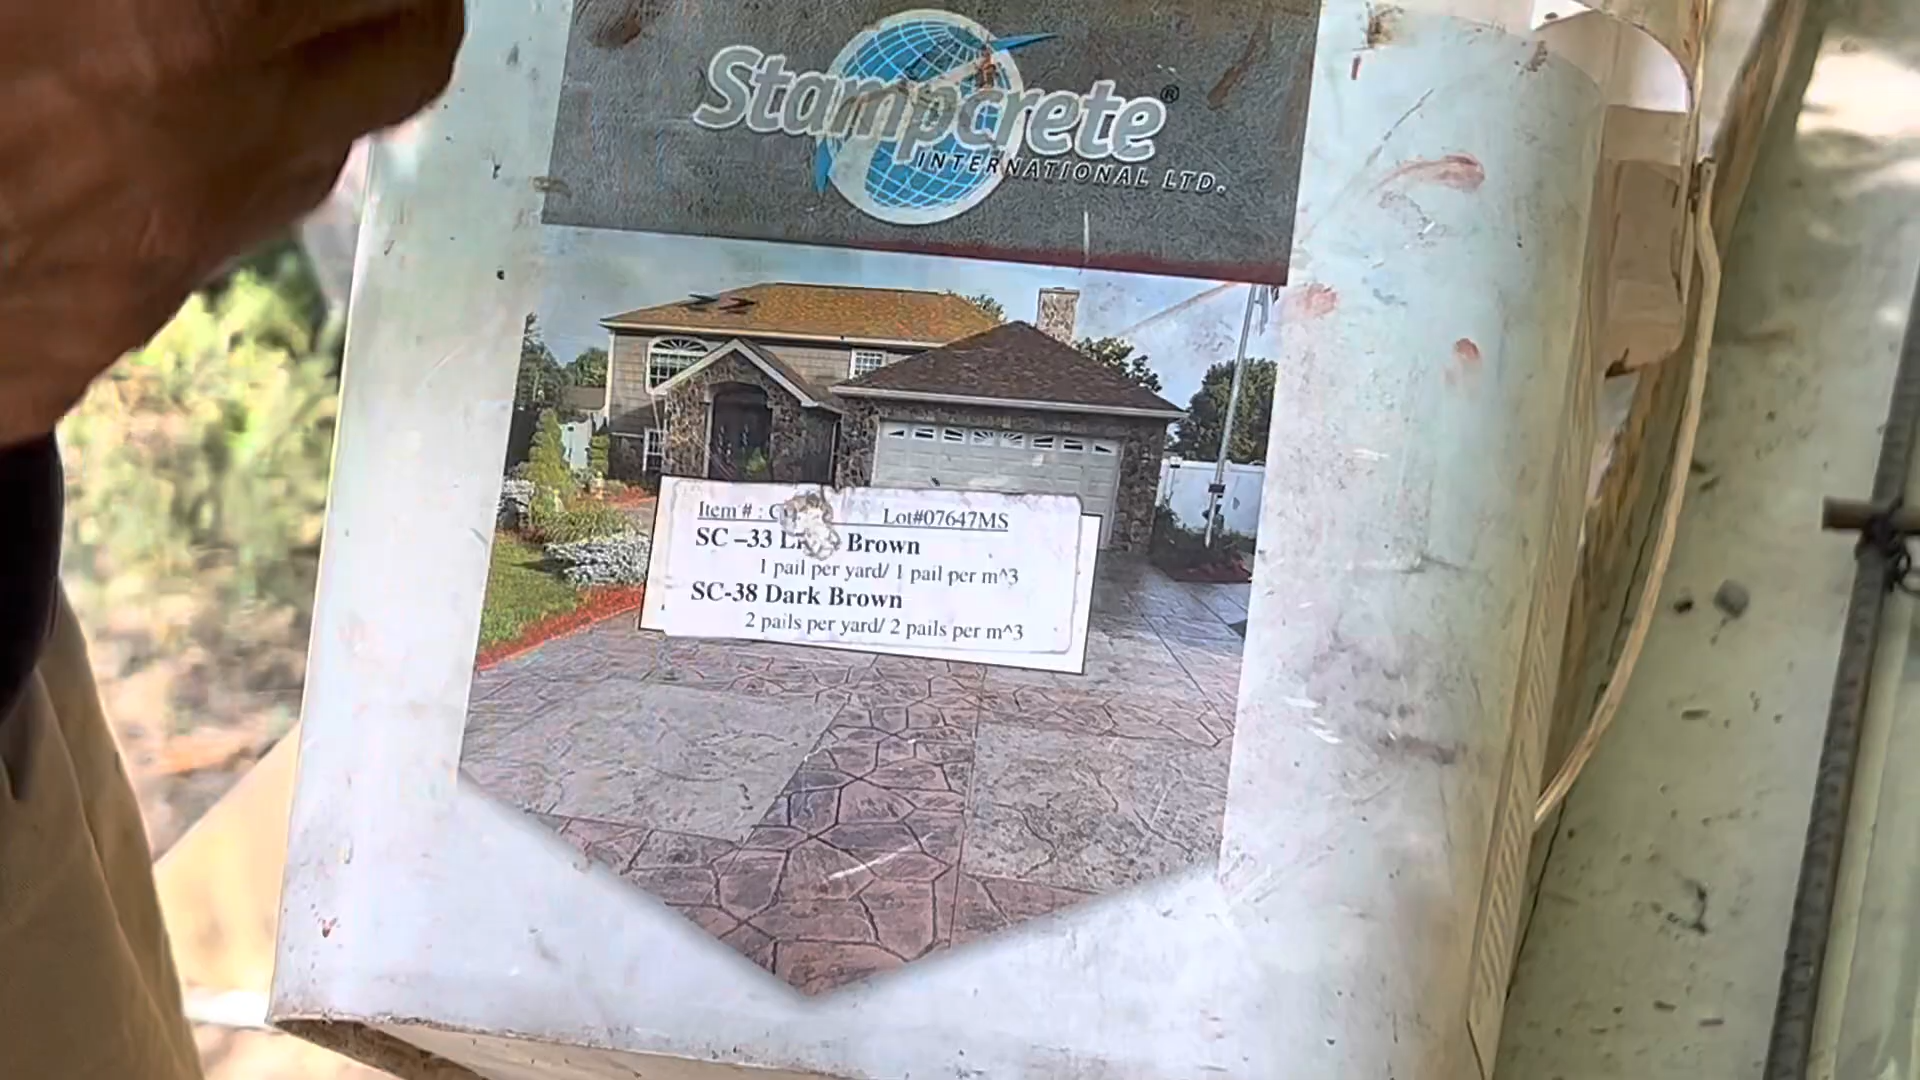 Stampcrete®
INTERNATIONAL LTD.
Item # : Lot#07647MS
SC –33 Brown
1 pail per yard/ 1 pail per m^3
SC-38 Dark Brown
2 pails per yard/ 2 pails per m^3